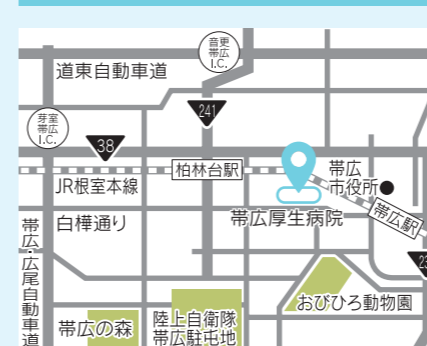 音更
帯広
I.C.
道東自動車道
241
芽室
帯広
I.C.
38
柏林台駅
JR根室本線
帯広
市役所
帯広駅
帯広厚生病院
白樺通り
帯広・広尾自動車道
おびひろ動物園
帯広の森
陸上自衛隊
帯広駐屯地